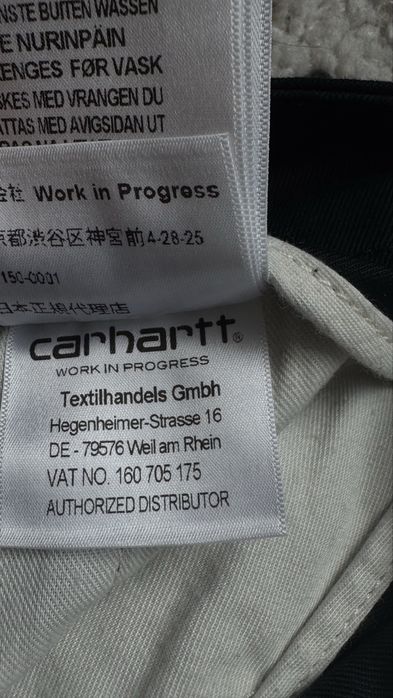 NSTE BUITEN WASSEN
E NURINPÄIN
ENGES FØR VASK
SKES MED VRANGEN DU
TTAS MED AVIGSIDAN UT
会社 Work in Progress
京都渋谷区神宮前4-28-25
150-0001
日本正規代理店
carhartt®
WORK IN PROGRESS
Textilhandels Gmbh
Hegenheimer-Strasse 16
DE - 79576 Weil am Rhein
VAT NO. 160 705 175
AUTHORIZED DISTRIBUTOR